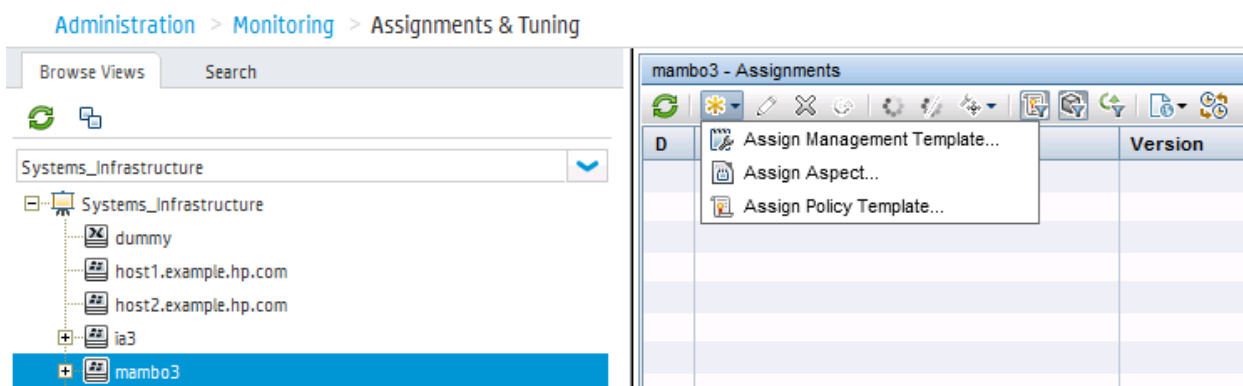 Administration > Monitoring > Assignments & Tuning
Browse Views Search
Systems_Infrastructure
Systems_Infrastructure
dummy
host1.example.hp.com
host2.example.hp.com
ia3
mambo3
mambo3 - Assignments
Assign Management Template...
Assign Aspect...
Assign Policy Template...
D Version